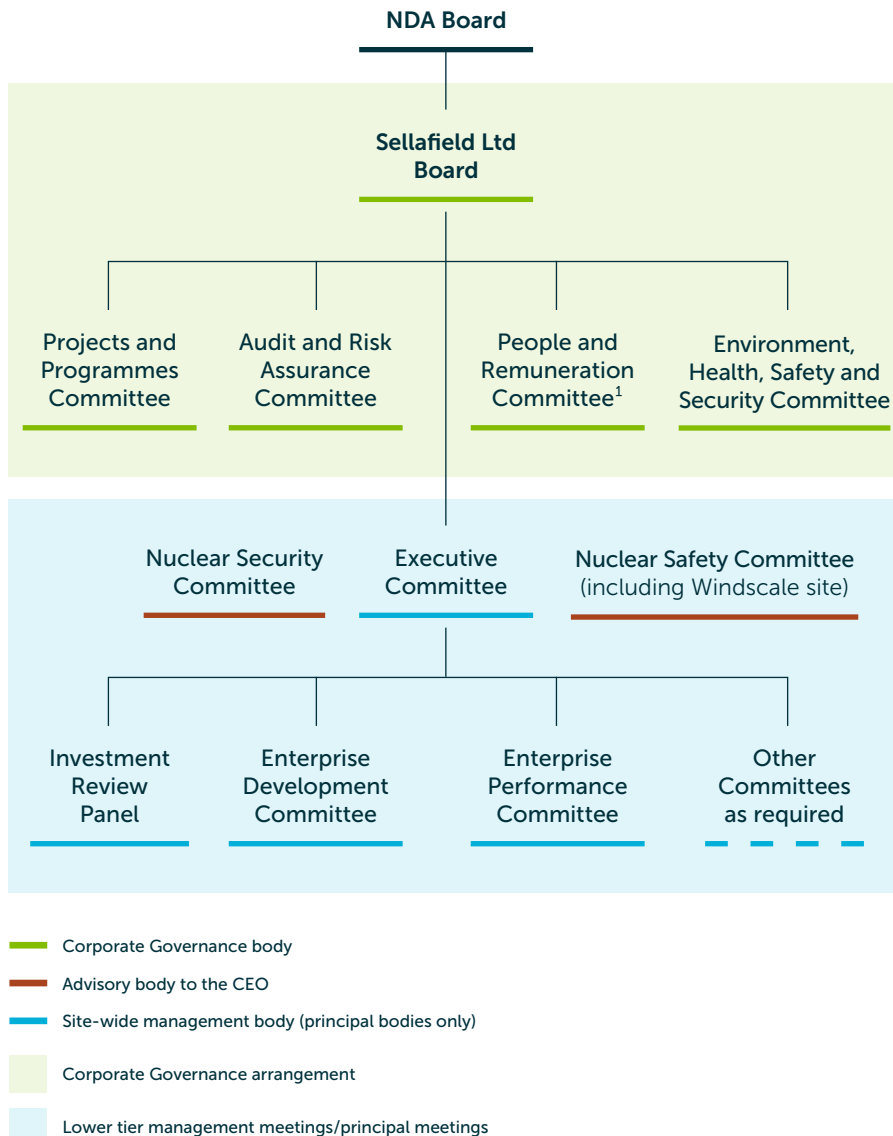 NDA Board
Sellafield Ltd
Board
Projects and
Programmes
Committee
Audit and Risk
Assurance
Committee
People and
Remuneration
Committee¹
Environment,
Health, Safety and
Security Committee
Nuclear Security
Committee
Executive
Committee
Nuclear Safety Committee
(including Windscale site)
Investment
Review
Panel
Enterprise
Development
Committee
Enterprise
Performance
Committee
Other
Committees
as required
Corporate Governance body
Advisory body to the CEO
Site-wide management body (principal bodies only)
Corporate Governance arrangement
Lower tier management meetings/principal meetings